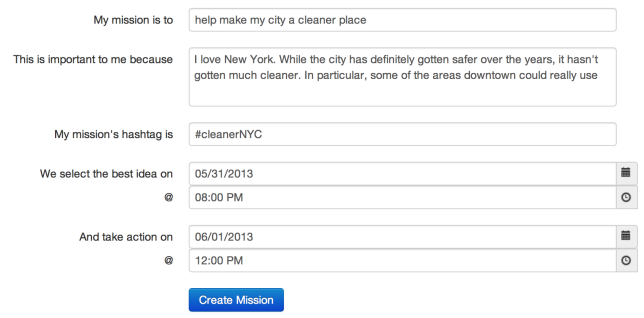 My mission is to help make my city a cleaner place
This is important to me because I love New York. While the city has definitely gotten safer over the years, it hasn't
gotten much cleaner. In particular, some of the areas downtown could really use
My mission's hashtag is #cleanerNYC
We select the best idea on 05/31/2013
@ 08:00 PM
And take action on 06/01/2013
@ 12:00 PM
Create Mission